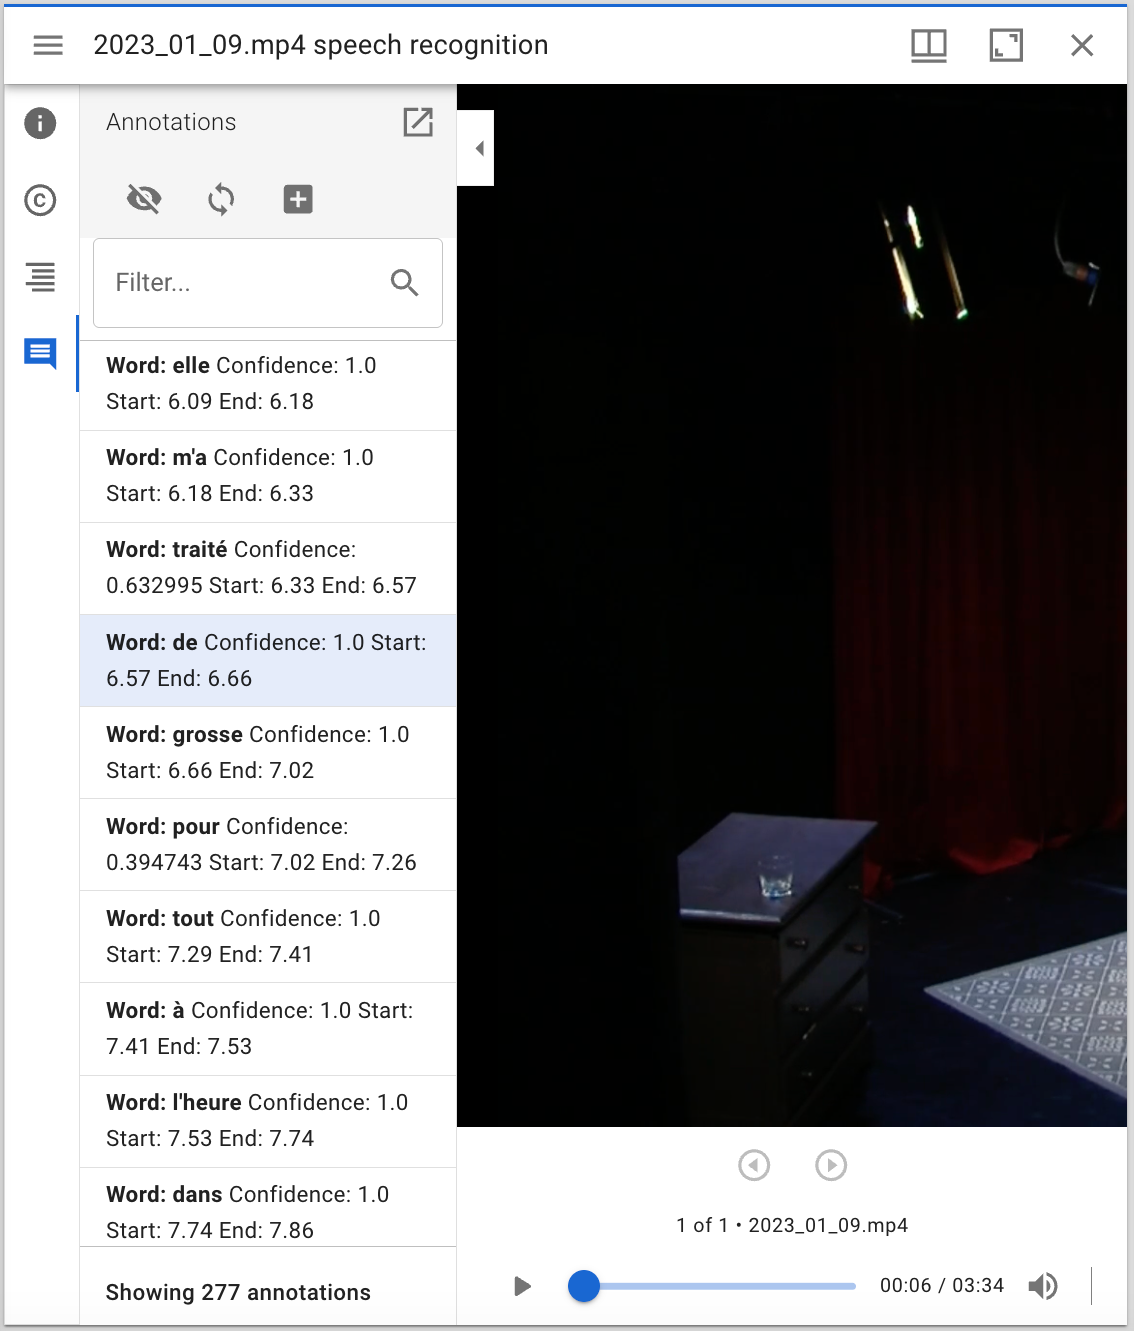 2023_01_09.mp4 speech recognition
Annotations
Filter...
Word: elle Confidence: 1.0
Start: 6.09 End: 6.18
Word: m'a Confidence: 1.0
Start: 6.18 End: 6.33
Word: traité Confidence:
0.632995 Start: 6.33 End: 6.57
Word: de Confidence: 1.0 Start:
6.57 End: 6.66
Word: grosse Confidence: 1.0
Start: 6.66 End: 7.02
Word: pour Confidence:
0.394743 Start: 7.02 End: 7.26
Word: tout Confidence: 1.0
Start: 7.29 End: 7.41
Word: à Confidence: 1.0 Start:
7.41 End: 7.53
Word: l'heure Confidence: 1.0
Start: 7.53 End: 7.74
Word: dans Confidence: 1.0
Start: 7.74 End: 7.86
Showing 277 annotations
1 of 1 • 2023_01_09.mp4
00:06 / 03:34